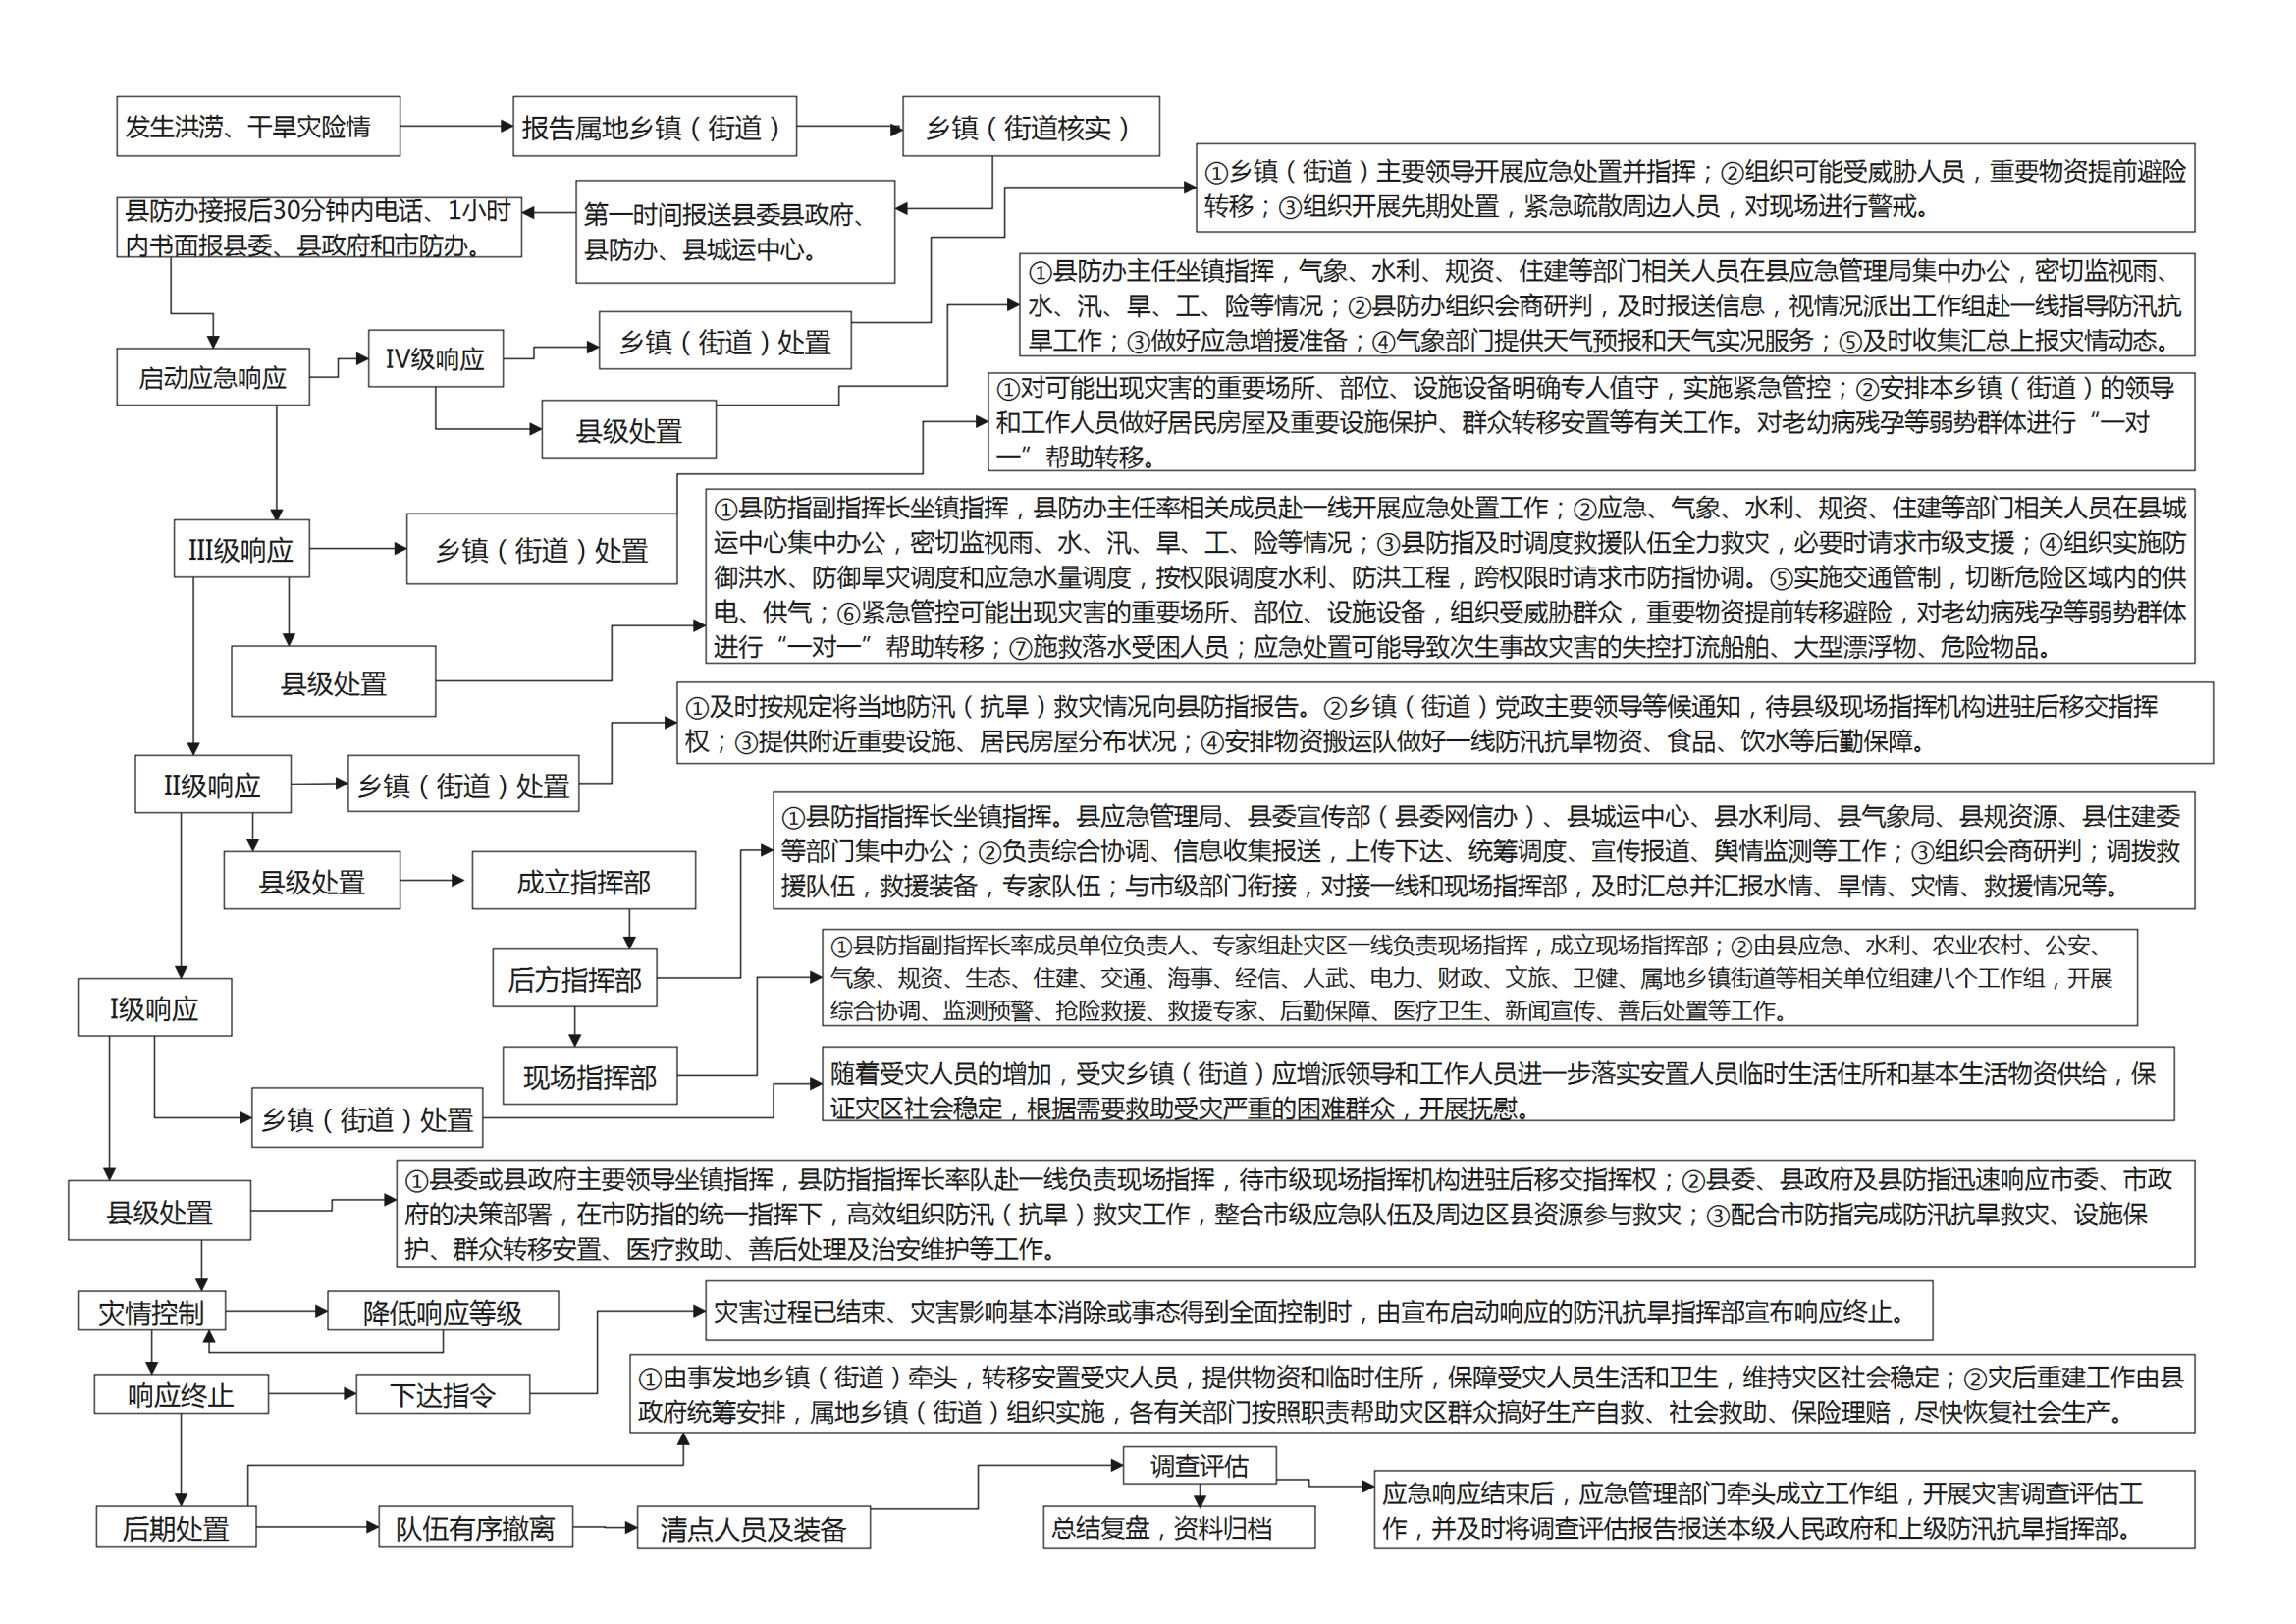 发生洪涝、干旱灾险情
报告属地乡镇（街道）
乡镇（街道核实）
第一时间报送县委县政府、
县防办、县城运中心。
县防办接报后30分钟内电话、1小时
内书面报县委、县政府和市防办。
启动应急响应
IV级响应
乡镇（街道）处置
①乡镇（街道）主要领导开展应急处置并指挥；②组织可能受威胁人员，重要物资提前避险
转移；③组织开展先期处置，紧急疏散周边人员，对现场进行警戒。
县级处置
①县防办主任坐镇指挥，气象、水利、规资、住建等部门相关人员在县应急管理局集中办公，密切监视雨、
水、汛、旱、工、险等情况；②县防办组织会商研判，及时报送信息，视情况派出工作组赴一线指导防汛抗
旱工作；③做好应急增援准备；④气象部门提供天气预报和天气实况服务；⑤及时收集汇总上报灾情动态。
III级响应
乡镇（街道）处置
①对可能出现灾害的重要场所、部位、设施设备明确专人值守，实施紧急管控；②安排本乡镇（街道）的领导
和工作人员做好居民房屋及重要设施保护、群众转移安置等有关工作。对老幼病残孕等弱势群体进行“一对
一”帮助转移。
县级处置
①县防指副指挥长坐镇指挥，县防办主任率相关成员赴一线开展应急处置工作；②应急、气象、水利、规资、住建等部门相关人员在县城
运中心集中办公，密切监视雨、水、汛、旱、工、险等情况；③县防指及时调度救援队伍全力救灾，必要时请求市级支援；④组织实施防
御洪水、防御旱灾调度和应急水量调度，按权限调度水利、防洪工程，跨权限时请求市防指协调。⑤实施交通管制，切断危险区域内的供
电、供气；⑥紧急管控可能出现灾害的重要场所、部位、设施设备，组织受威胁群众，重要物资提前转移避险，对老幼病残孕等弱势群体
进行“一对一”帮助转移；⑦施救落水受困人员；应急处置可能导致次生事故灾害的失控打流船舶、大型漂浮物、危险物品。
II级响应
乡镇（街道）处置
①及时按规定将当地防汛（抗旱）救灾情况向县防指报告。②乡镇（街道）党政主要领导等候通知，待县级现场指挥机构进驻后移交指挥
权；③提供附近重要设施、居民房屋分布状况；④安排物资搬运队做好一线防汛抗旱物资、食品、饮水等后勤保障。
县级处置
成立指挥部
后方指挥部
①县防指指挥长坐镇指挥。县应急管理局、县委宣传部（县委网信办）、县城运中心、县水利局、县气象局、县规资源、县住建委
等部门集中办公；②负责综合协调、信息收集报送，上传下达、统筹调度、宣传报道、舆情监测等工作；③组织会商研判；调拨救
援队伍，救援装备，专家队伍；与市级部门衔接，对接一线和现场指挥部，及时汇总并汇报水情、旱情、灾情、救援情况等。
现场指挥部
①县防指副指挥长率成员单位负责人、专家组赴灾区一线负责现场指挥，成立现场指挥部；②由县应急、水利、农业农村、公安、
气象、规资、生态、住建、交通、海事、经信、人武、电力、财政、文旅、卫健、属地乡镇街道等相关单位组建八个工作组，开展
综合协调、监测预警、抢险救援、救援专家、后勤保障、医疗卫生、新闻宣传、善后处置等工作。
I级响应
乡镇（街道）处置
随着受灾人员的增加，受灾乡镇（街道）应增派领导和工作人员进一步落实安置人员临时生活住所和基本生活物资供给，保
证灾区社会稳定，根据需要救助受灾严重的困难群众，开展抚慰。
县级处置
①县委或县政府主要领导坐镇指挥，县防指指挥长率队赴一线负责现场指挥，待市级现场指挥机构进驻后移交指挥权；②县委、县政府及县防指迅速响应市委、市政
府的决策部署，在市防指的统一指挥下，高效组织防汛（抗旱）救灾工作，整合市级应急队伍及周边区县资源参与救灾；③配合市防指完成防汛抗旱救灾、设施保
护、群众转移安置、医疗救助、善后处理及治安维护等工作。
灾情控制
降低响应等级
响应终止
下达指令
灾害过程已结束、灾害影响基本消除或事态得到全面控制时，由宣布启动响应的防汛抗旱指挥部宣布响应终止。
①由事发地乡镇（街道）牵头，转移安置受灾人员，提供物资和临时住所，保障受灾人员生活和卫生，维持灾区社会稳定；②灾后重建工作由县
政府统筹安排，属地乡镇（街道）组织实施，各有关部门按照职责帮助灾区群众搞好生产自救、社会救助、保险理赔，尽快恢复社会生产。
后期处置
队伍有序撤离
清点人员及装备
调查评估
总结复盘，资料归档
应急响应结束后，应急管理部门牵头成立工作组，开展灾害调查评估工
作，并及时将调查评估报告报送本级人民政府和上级防汛抗旱指挥部。